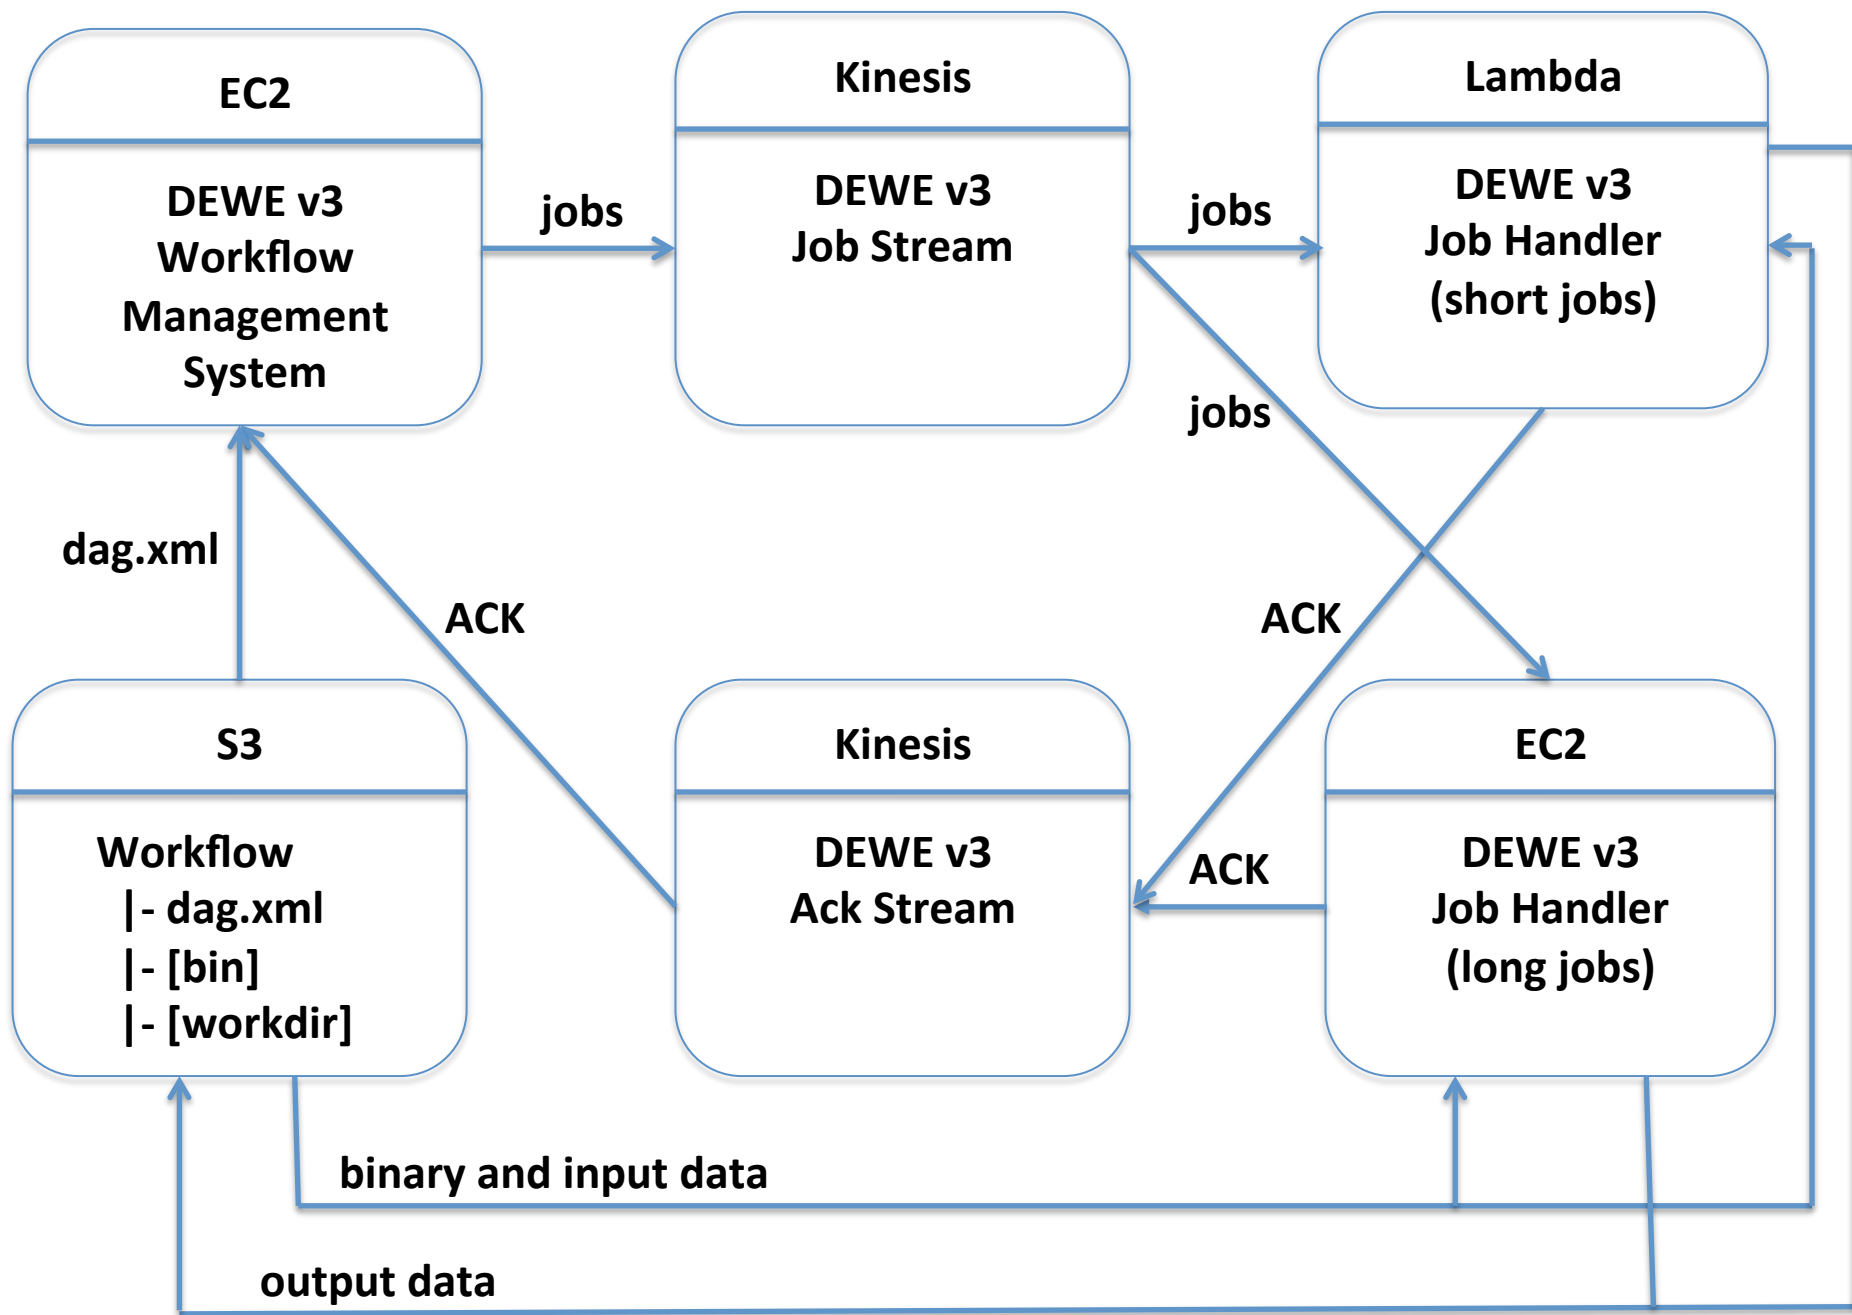 EC2
DEWE v3
Workflow
Management
System
jobs
Kinesis
DEWE v3
Job Stream
jobs
jobs
Lambda
DEWE v3
Job Handler
(short jobs)
dag.xml
ACK
ACK
S3
Workflow
|- dag.xml
|- [bin]
|- [workdir]
Kinesis
DEWE v3
Ack Stream
ACK
EC2
DEWE v3
Job Handler
(long jobs)
binary and input data
output data